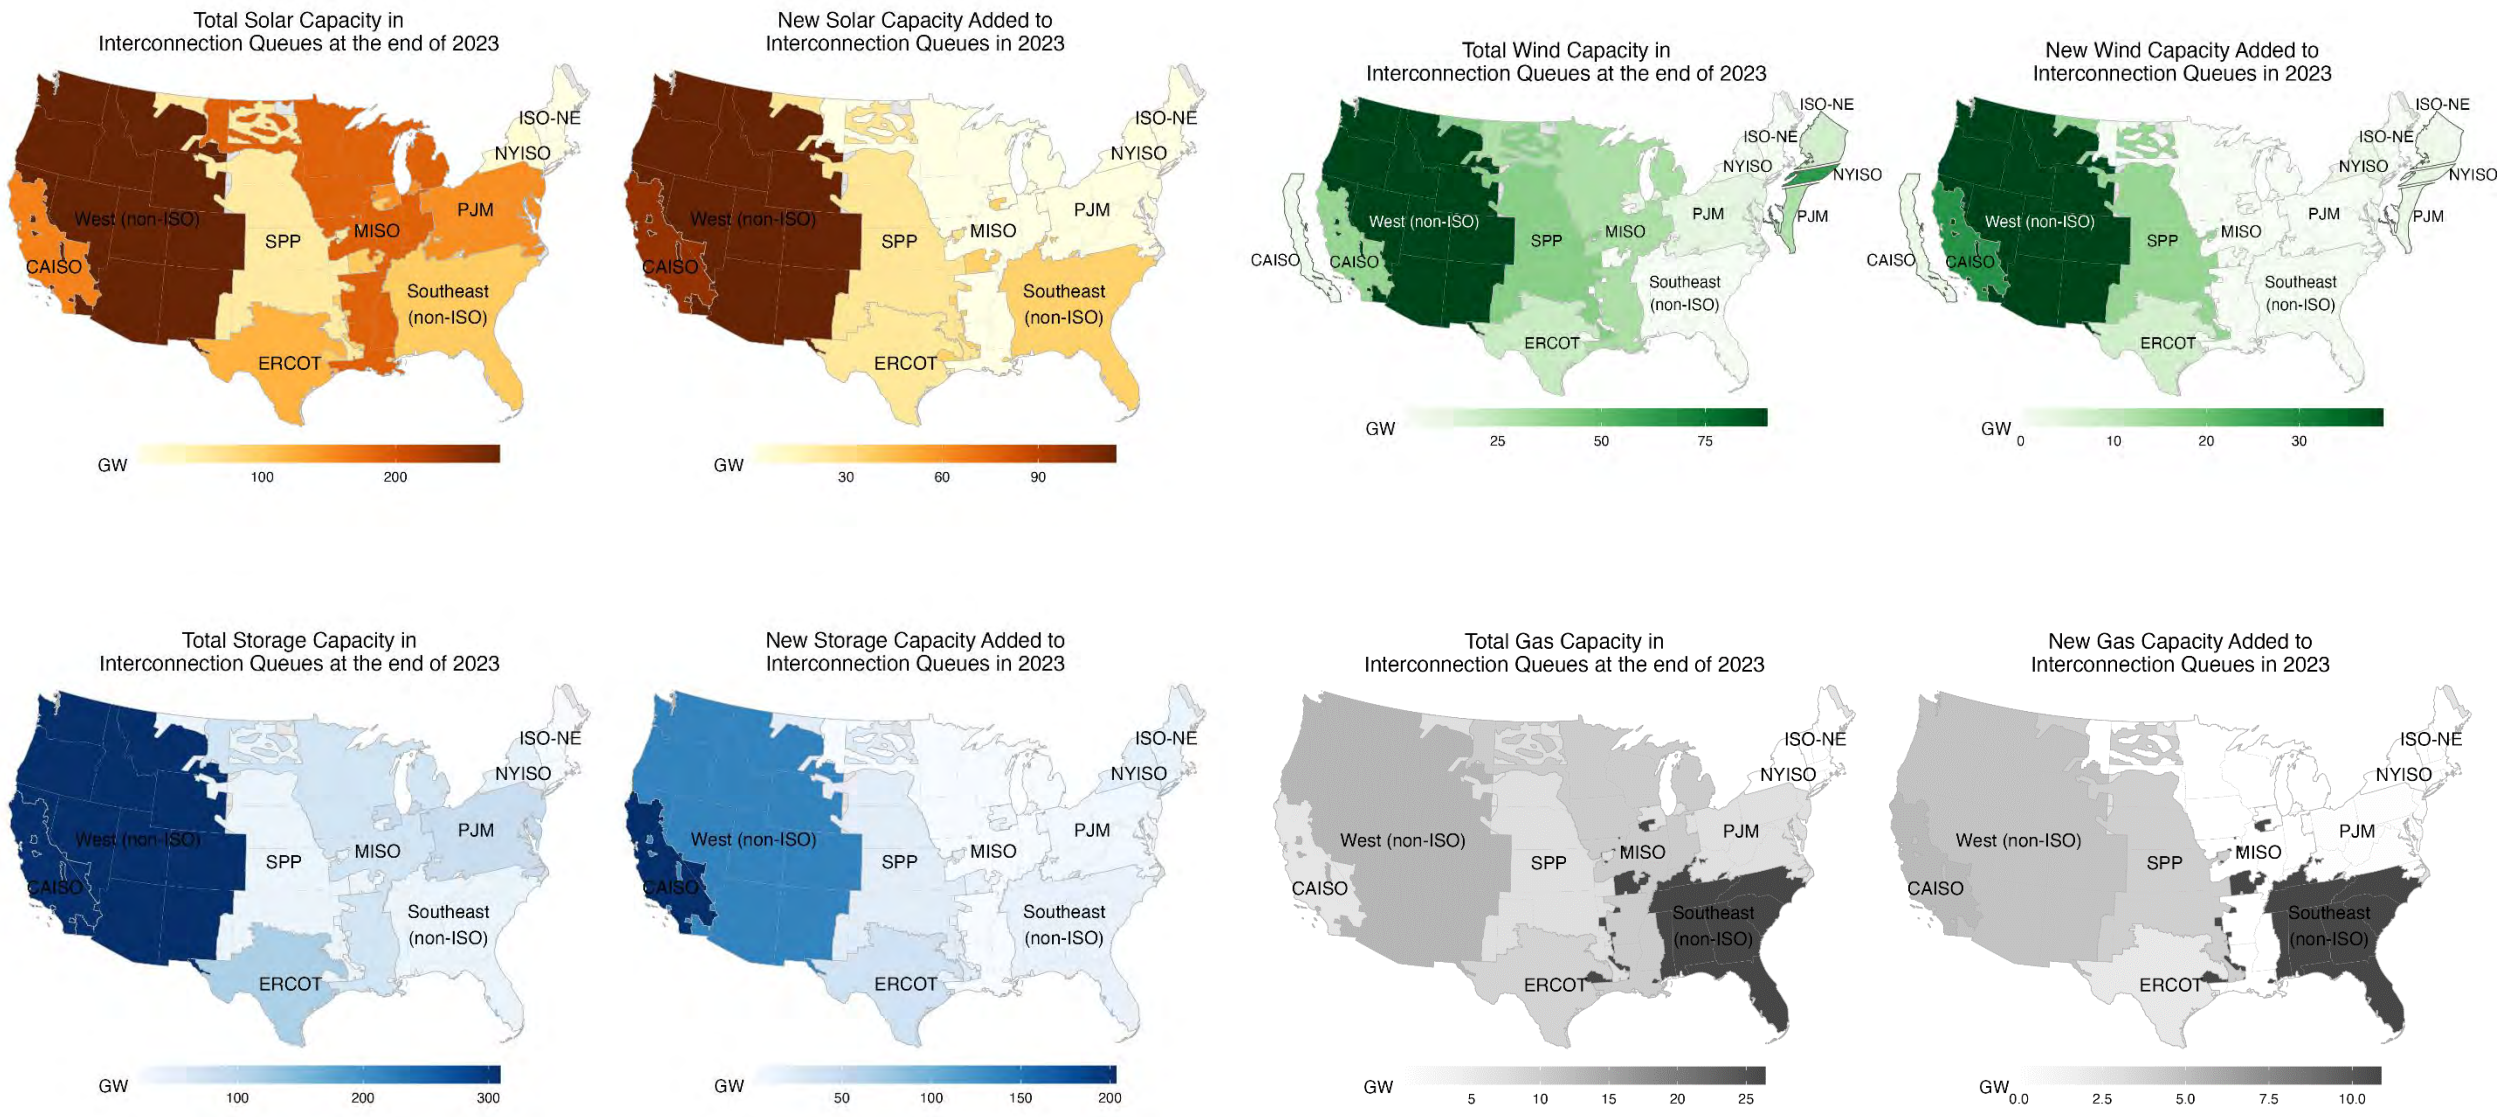 Total Solar Capacity in
Interconnection Queues at the end of 2023
ISO-NE
NYISO
PJM
West (non-ISO)
MISO
SPP
CAISO
Southeast
(non-ISO)
ERCOT
GW
100
200
New Solar Capacity Added to
Interconnection Queues in 2023
ISO-NE
NYISO
PJM
West (non-ISO)
MISO
SPP
CAISO
Southeast
(non-ISO)
ERCOT
GW
30
60
90
Total Wind Capacity in
Interconnection Queues at the end of 2023
ISO-NE
ISO-NE
NYISO
NYISO
PJM
PJM
West (non-ISO)
MISO
SPP
CAISO
CAISO
Southeast
(non-ISO)
ERCOT
GW
25
50
75
New Wind Capacity Added to
Interconnection Queues in 2023
ISO-NE
ISO-NE
NYISO
NYISO
PJM
PJM
West (non-ISO)
MISO
SPP
CAISO
CAISO
Southeast
(non-ISO)
ERCOT
GW
0
10
20
30
Total Storage Capacity in
Interconnection Queues at the end of 2023
ISO-NE
NYISO
PJM
West (non-ISO)
MISO
SPP
CAISO
Southeast
(non-ISO)
ERCOT
GW
100
200
300
New Storage Capacity Added to
Interconnection Queues in 2023
ISO-NE
NYISO
PJM
West (non-ISO)
MISO
SPP
CAISO
Southeast
(non-ISO)
ERCOT
GW
50
100
150
200
Total Gas Capacity in
Interconnection Queues at the end of 2023
ISO-NE
NYISO
PJM
West (non-ISO)
MISO
SPP
CAISO
Southeast
(non-ISO)
ERCOT
GW
5
10
15
20
25
New Gas Capacity Added to
Interconnection Queues in 2023
ISO-NE
NYISO
PJM
West (non-ISO)
MISO
SPP
CAISO
Southeast
(non-ISO)
ERCOT
GW
0.0
2.5
5.0
7.5
10.0